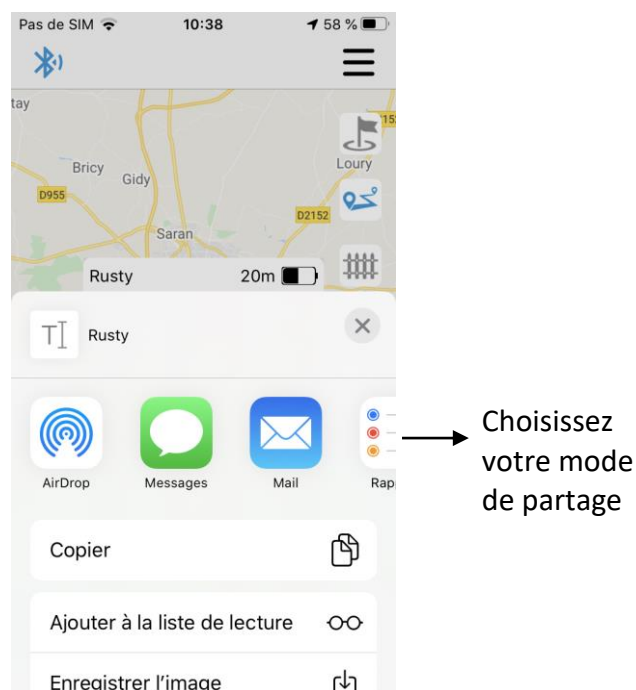 Pas de SIM 10:38 58 %
tay
15
Loury
Bricy
Gidy
D955
D2152
Saran
Rusty 20m
T Rusty
AirDrop Messages Mail
Choisissez
votre mode
de partage
Copier
Ajouter à la liste de lecture
Enregistrer l'image